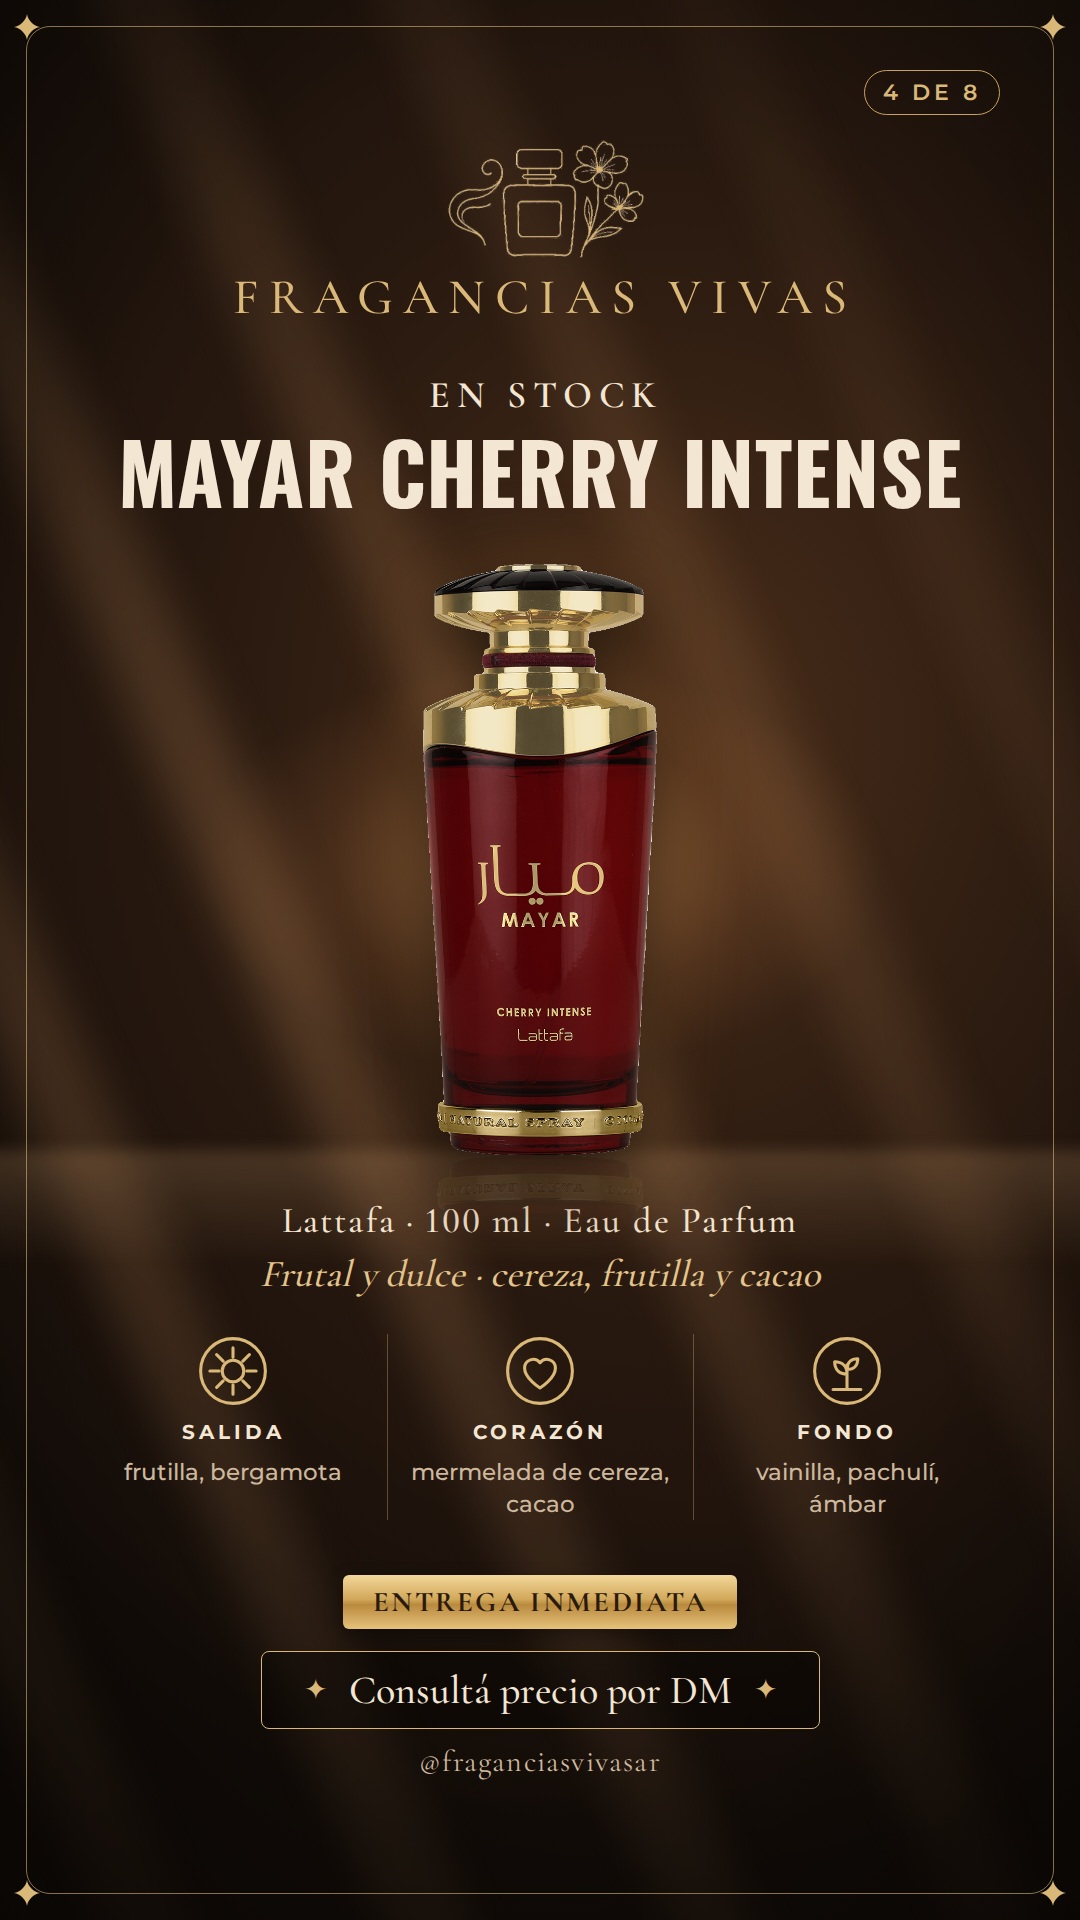 4 DE 8
FRAGANCIAS VIVAS
EN STOCK
MAYAR CHERRY INTENSE
ميار
MAYAR
CHERRY INTENSE
Lattafa
NATURAL SPRAY
Lattafa · 100 ml · Eau de Parfum
Frutal y dulce · cereza, frutilla y cacao
SALIDA
frutilla, bergamota
CORAZÓN
mermelada de cereza,
cacao
FONDO
vainilla, pachulí,
ámbar
ENTREGA INMEDIATA
Consultá precio por DM
@fraganciasvivasar